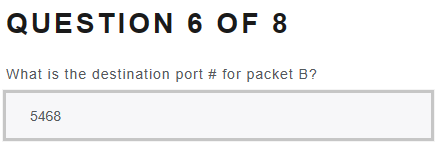 QUESTION 6 OF 8
What is the destination port # for packet B?
5468